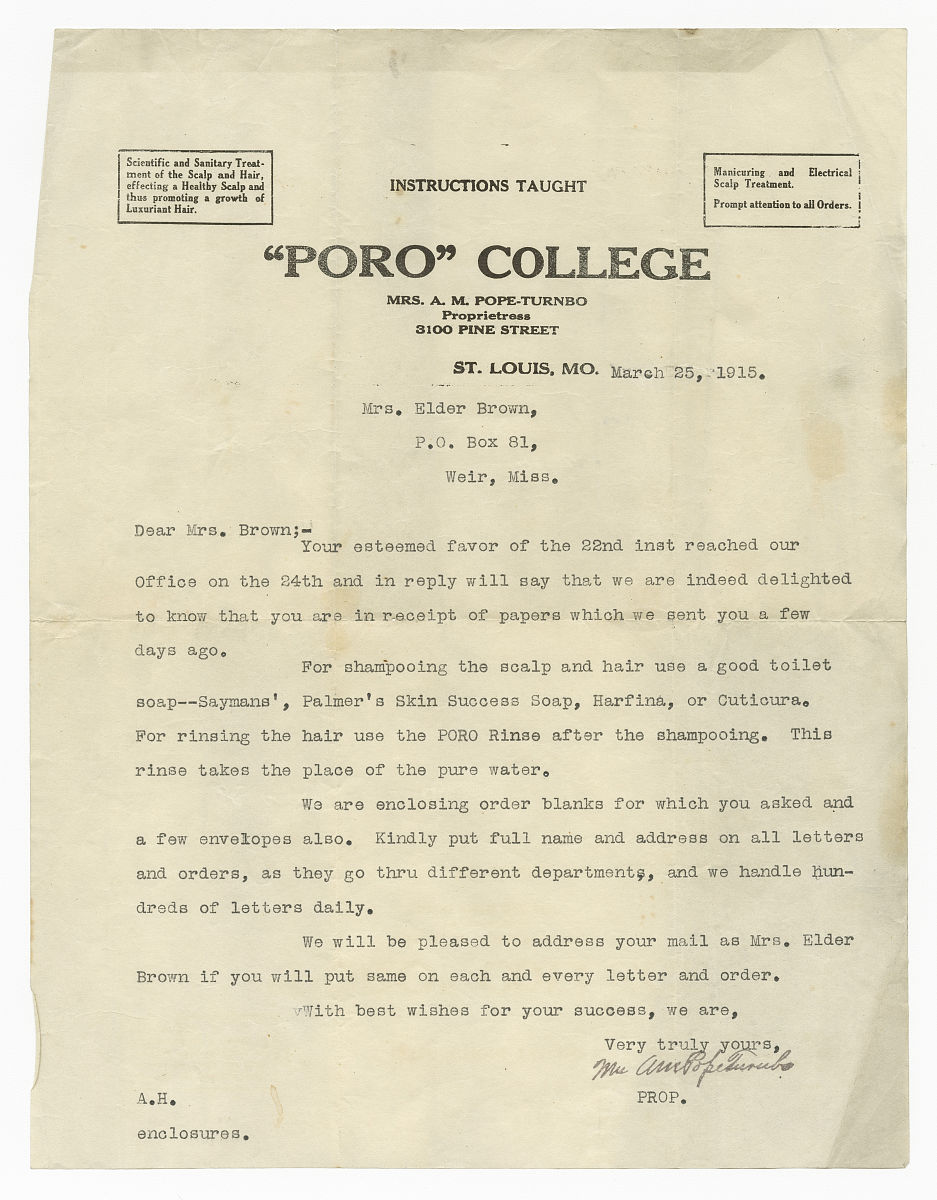 Scientific and Sanitary Treat-
ment of the Scalp and Hair,
effecting a Healthy Scalp and
thus promoting a growth of
Luxuriant Hair.
INSTRUCTIONS TAUGHT
Manicuring and Electrical
Scalp Treatment.
Prompt attention to all Orders.
“PORO” COLLEGE
MRS. A. M. POPE-TURNBO
Proprietress
3100 PINE STREET
ST. LOUIS, MO. March 25, 1915.
Mrs. Elder Brown,
P.O. Box 81,
Weir, Miss.
Dear Mrs. Brown;-
Your esteemed favor of the 22nd inst reached our
Office on the 24th and in reply will say that we are indeed delighted
to know that you are in receipt of papers which we sent you a few
days ago.
For shampooing the scalp and hair use a good toilet
soap--Saymans', Palmer's Skin Success Soap, Harfina, or Cuticura.
For rinsing the hair use the PORO Rinse after the shampooing. This
rinse takes the place of the pure water.
We are enclosing order blanks for which you asked and
a few envelopes also. Kindly put full name and address on all letters
and orders, as they go thru different departments, and we handle hun-
dreds of letters daily.
We will be pleased to address your mail as Mrs. Elder
Brown if you will put same on each and every letter and order.
With best wishes for your success, we are,
Very truly yours,
Mrs A M Pope Turnbo
A.H. PROP.
enclosures.